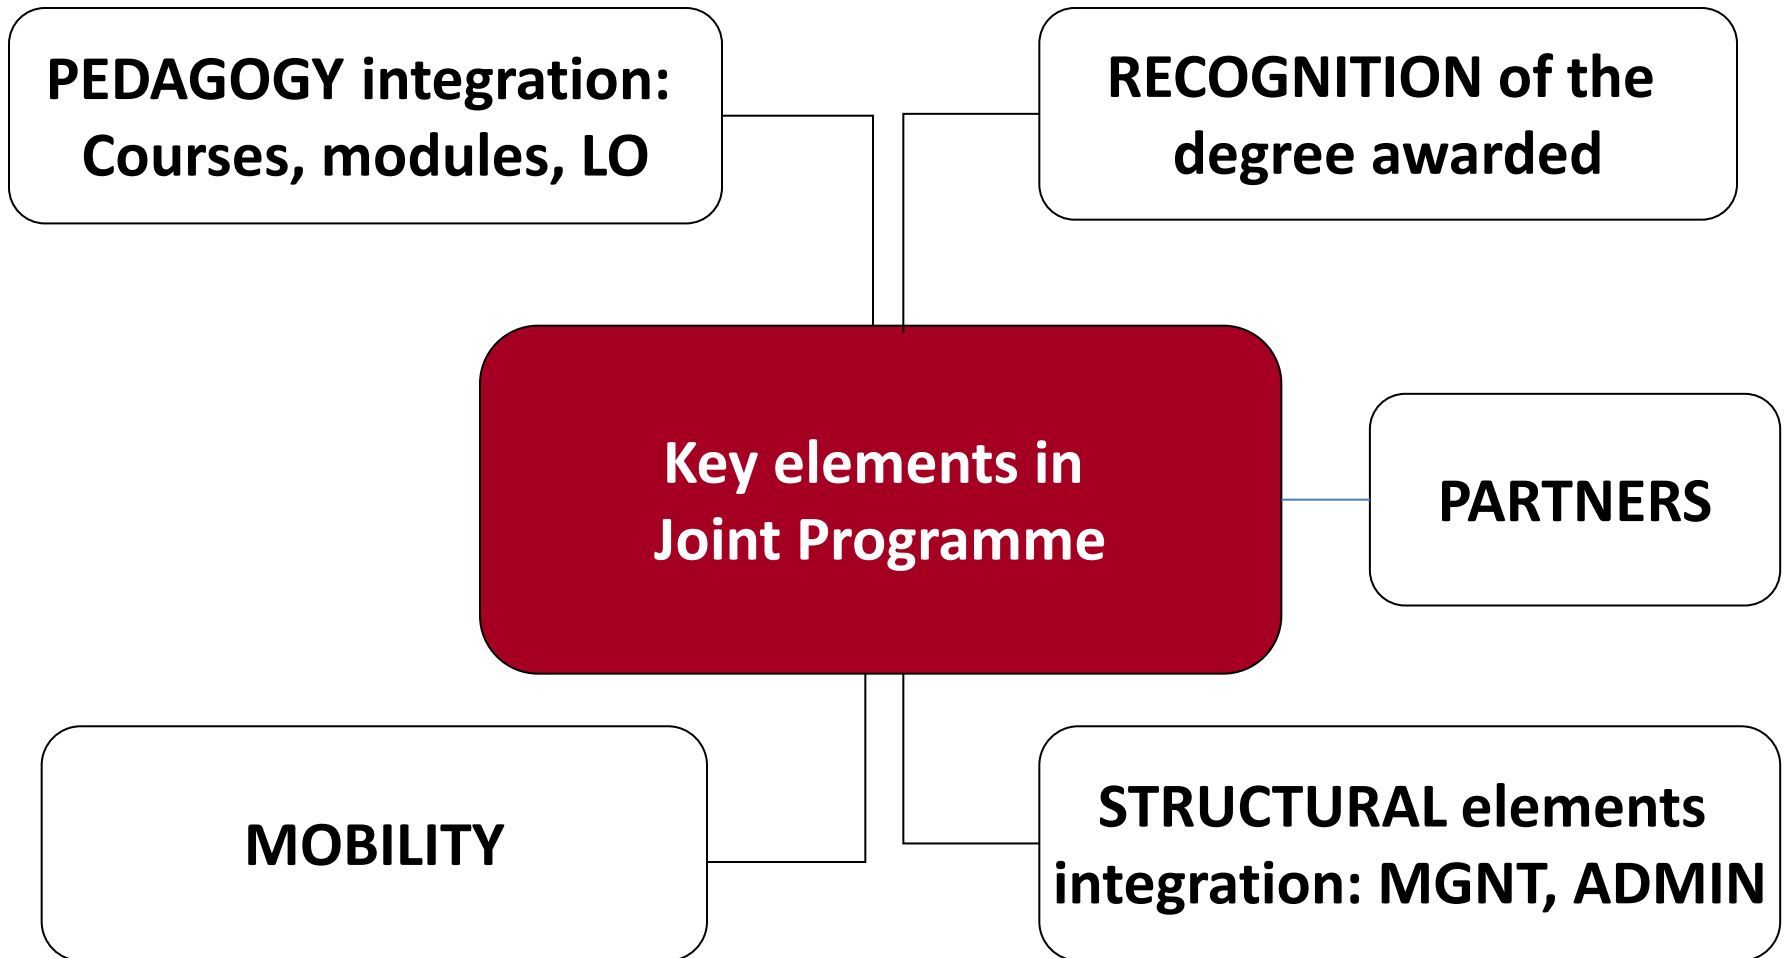 PEDAGOGY integration:
Courses, modules, LO
RECOGNITION of the
degree awarded
Key elements in
Joint Programme
PARTNERS
MOBILITY
STRUCTURAL elements
integration: MGNT, ADMIN